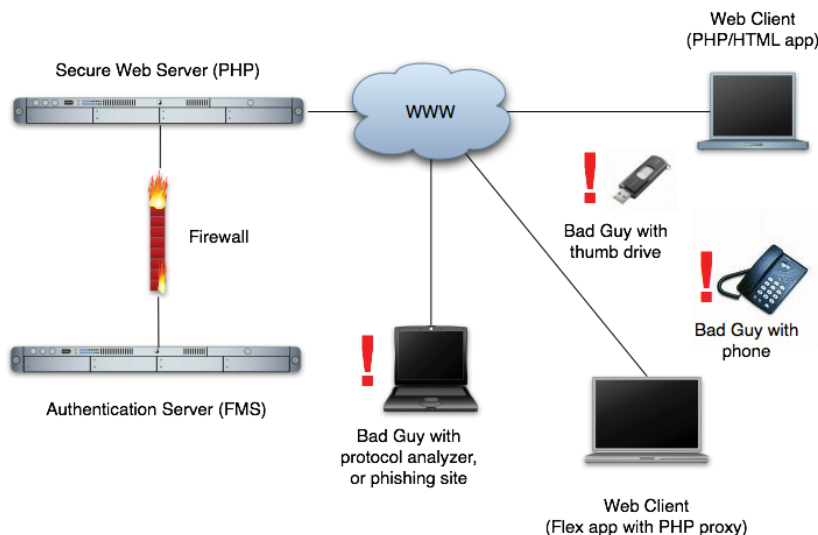 Web Client
(PHP/HTML app)
Secure Web Server (PHP)
WWW
Bad Guy with
thumb drive
Firewall
Bad Guy with
phone
Authentication Server (FMS)
Bad Guy with
protocol analyzer,
or phishing site
Web Client
(Flex app with PHP proxy)